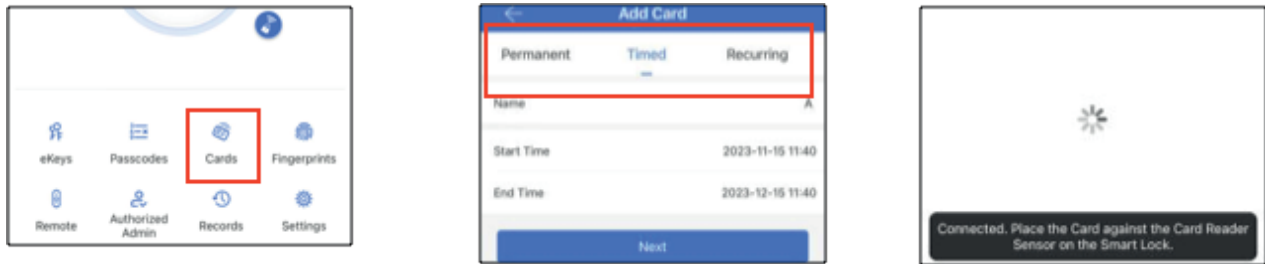 eKeys Passcodes Cards Fingerprints
Remote Authorized Admin Records Settings
Add Card
Permanent Timed Recurring
Name A
Start Time 2023-11-15 11:40
End Time 2023-12-15 11:40
Next
Connected. Place the Card against the Card Reader
Sensor on the Smart Lock.